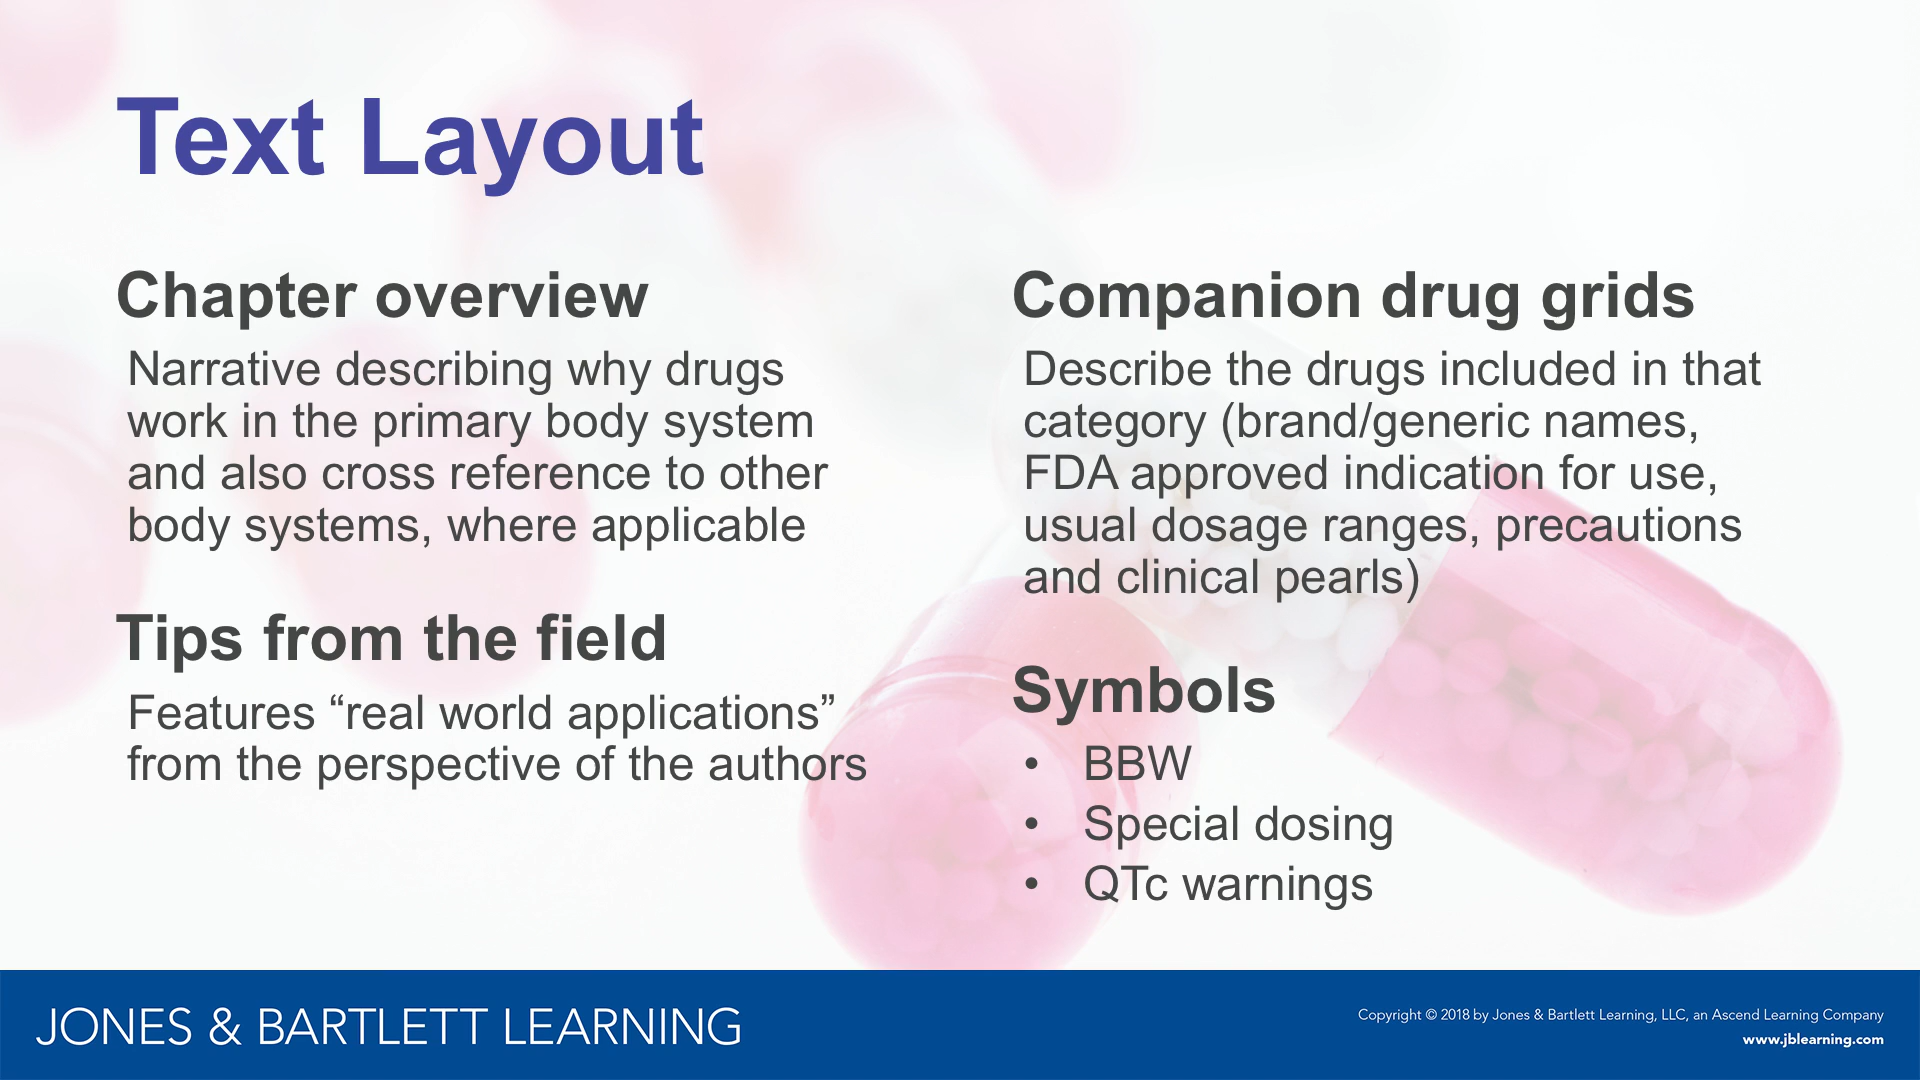 Text Layout
Chapter overview
Narrative describing why drugs
work in the primary body system
and also cross reference to other
body systems, where applicable
Tips from the field
Features “real world applications”
from the perspective of the authors
Companion drug grids
Describe the drugs included in that
category (brand/generic names,
FDA approved indication for use,
usual dosage ranges, precautions
and clinical pearls)
Symbols
• BBW
• Special dosing
• QTc warnings
JONES & BARTLETT LEARNING
Copyright © 2018 by Jones & Bartlett Learning, LLC, an Ascend Learning Company
www.jblearning.com